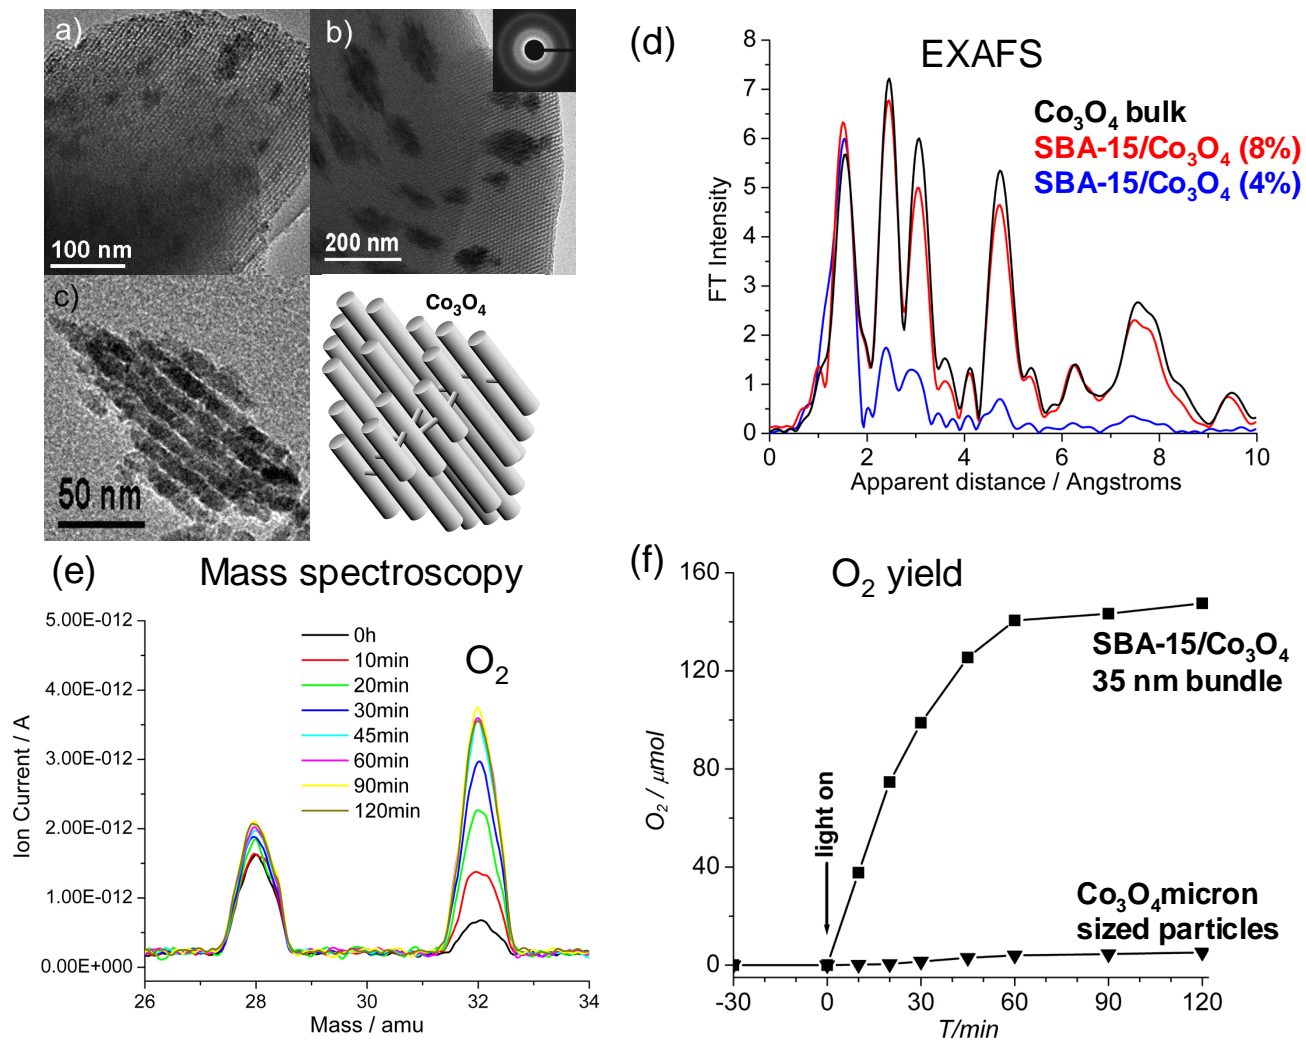 a)
100 nm
b)
200 nm
c)
50 nm
Co₃O₄
(d)
EXAFS
Co₃O₄ bulk
SBA-15/Co₃O₄ (8%)
SBA-15/Co₃O₄ (4%)
FT Intensity
8
7
6
5
4
3
2
1
0
0 2 4 6 8 10
Apparent distance / Angstroms
(e)
Mass spectroscopy
5.00E-012
4.00E-012
3.00E-012
2.00E-012
1.00E-012
0.00E+000
Ion Current / A
0h
10min
20min
30min
45min
60min
90min
120min
O₂
26 28 30 32 34
Mass / amu
(f)
O₂ yield
160
120
80
40
0
O₂ / μmol
light on
SBA-15/Co₃O₄
35 nm bundle
Co₃O₄ micron
sized particles
-30 0 30 60 90 120
T/min